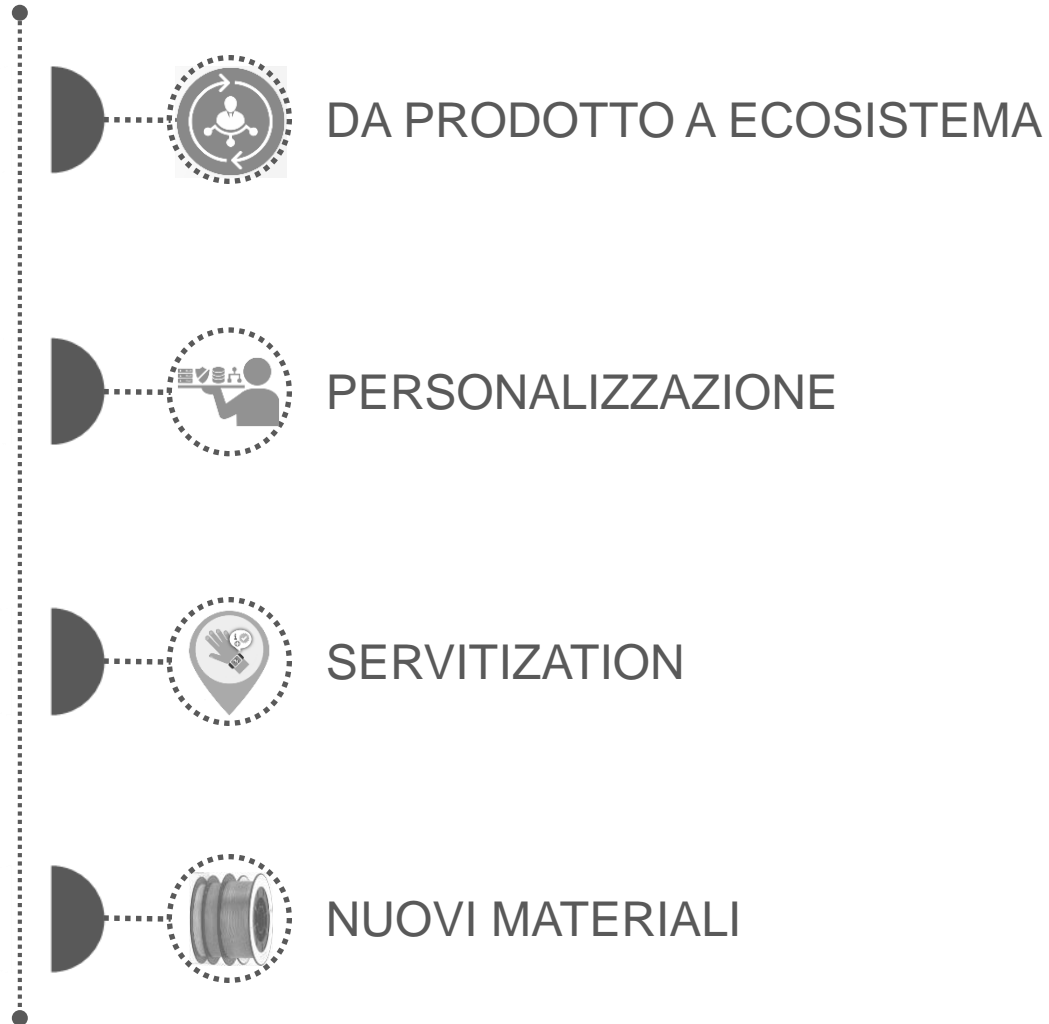 DA PRODOTTO A ECOSISTEMA
PERSONALIZZAZIONE
SERVITIZATION
NUOVI MATERIALI